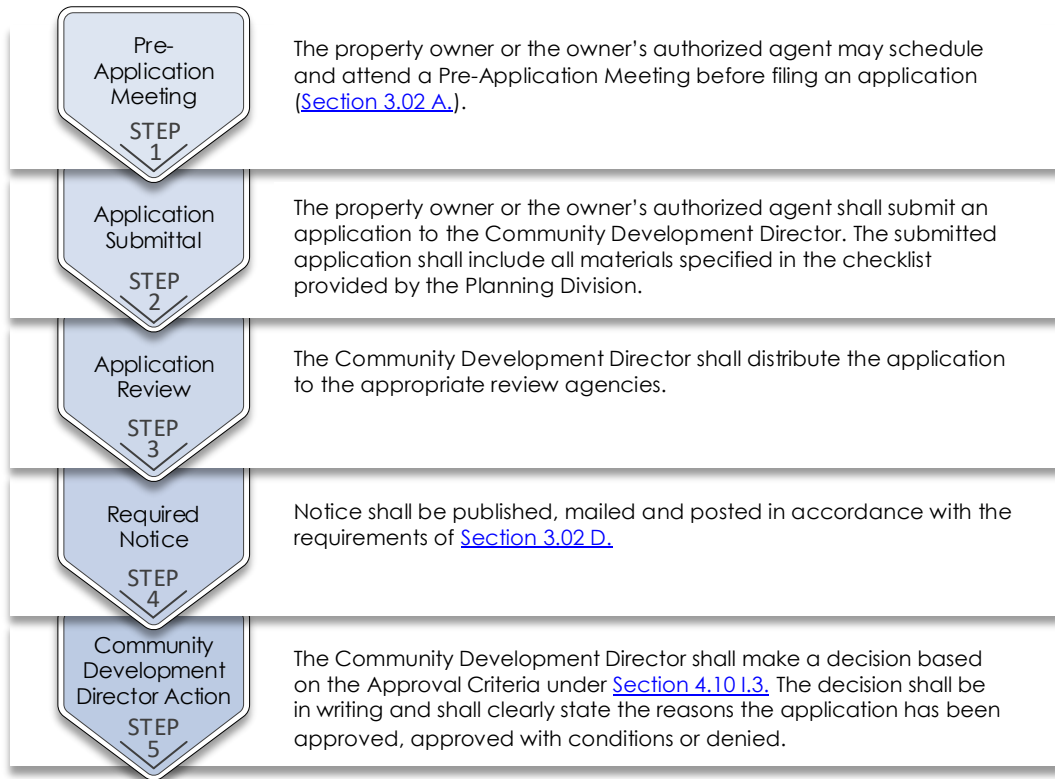 Pre-
Application
Meeting
STEP
1
The property owner or the owner’s authorized agent may schedule
and attend a Pre-Application Meeting before filing an application
(Section 3.02 A.).
Application
Submittal
STEP
2
The property owner or the owner’s authorized agent shall submit an
application to the Community Development Director. The submitted
application shall include all materials specified in the checklist
provided by the Planning Division.
Application
Review
STEP
3
The Community Development Director shall distribute the application
to the appropriate review agencies.
Required
Notice
STEP
4
Notice shall be published, mailed and posted in accordance with the
requirements of Section 3.02 D.
Community
Development
Director Action
STEP
5
The Community Development Director shall make a decision based
on the Approval Criteria under Section 4.10 I.3. The decision shall be
in writing and shall clearly state the reasons the application has been
approved, approved with conditions or denied.